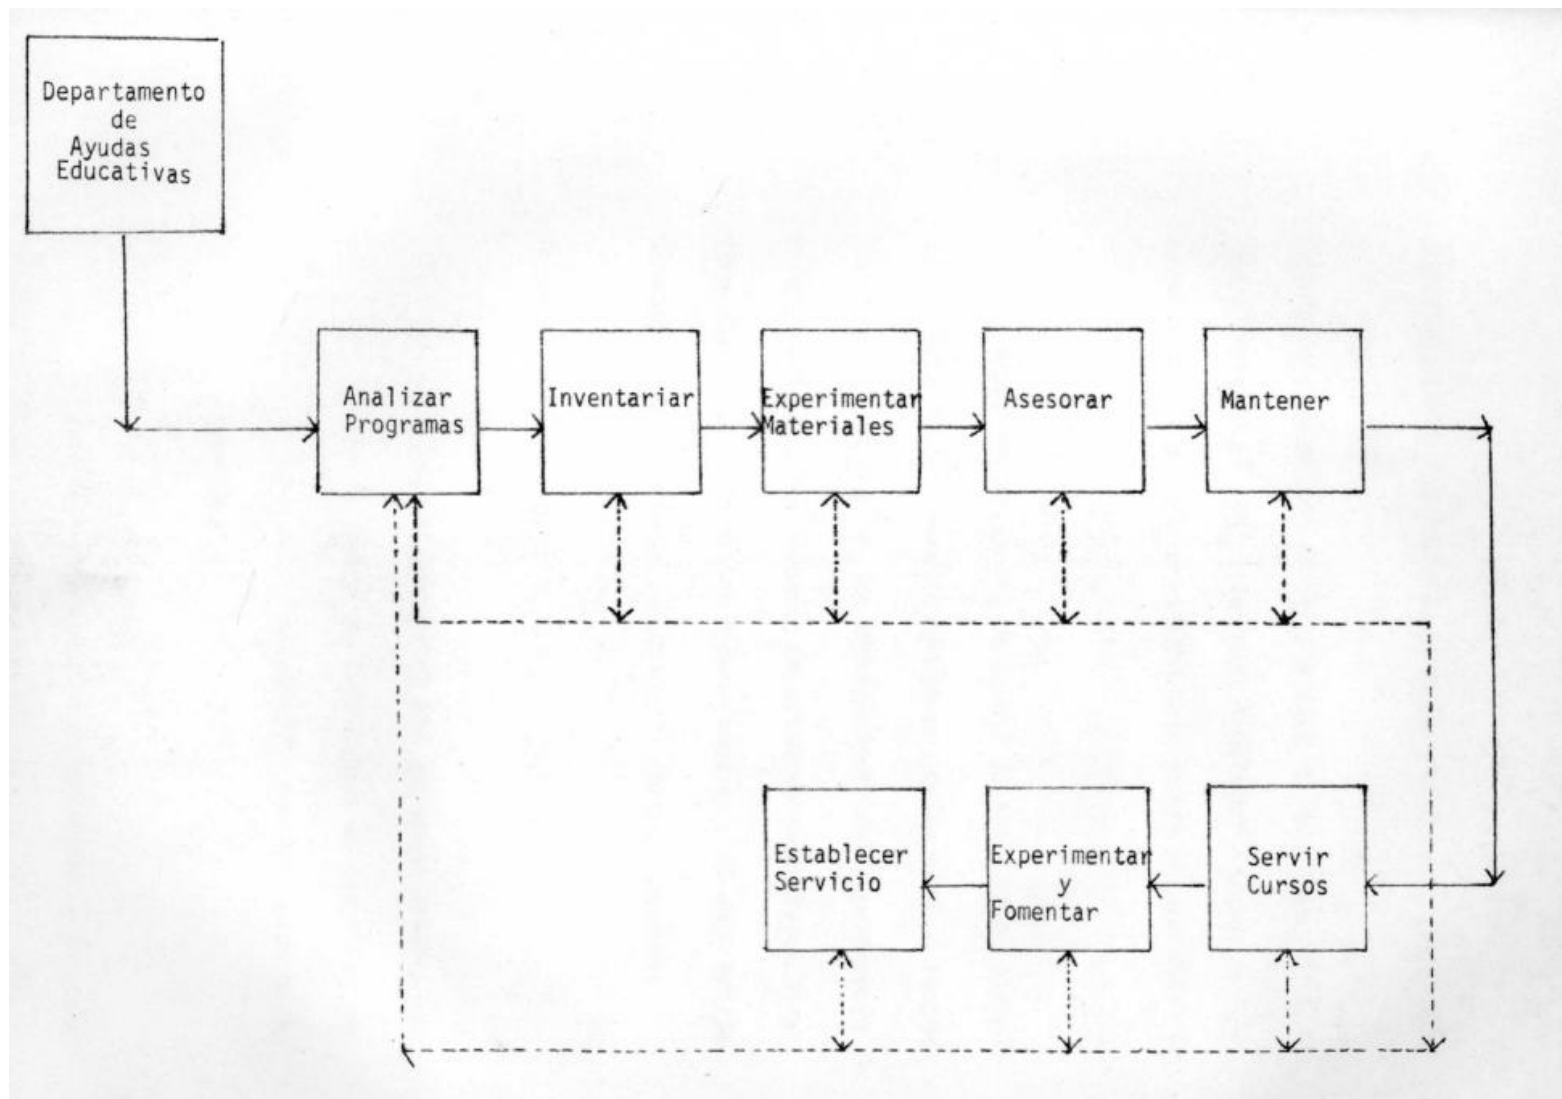 Departamento
de
Ayudas
Educativas
Analizar
Programas
Inventariar
Experimentar
Materiales
Asesorar
Mantener
Establecer
Servicio
Experimentar
y
Fomentar
Servir
Cursos